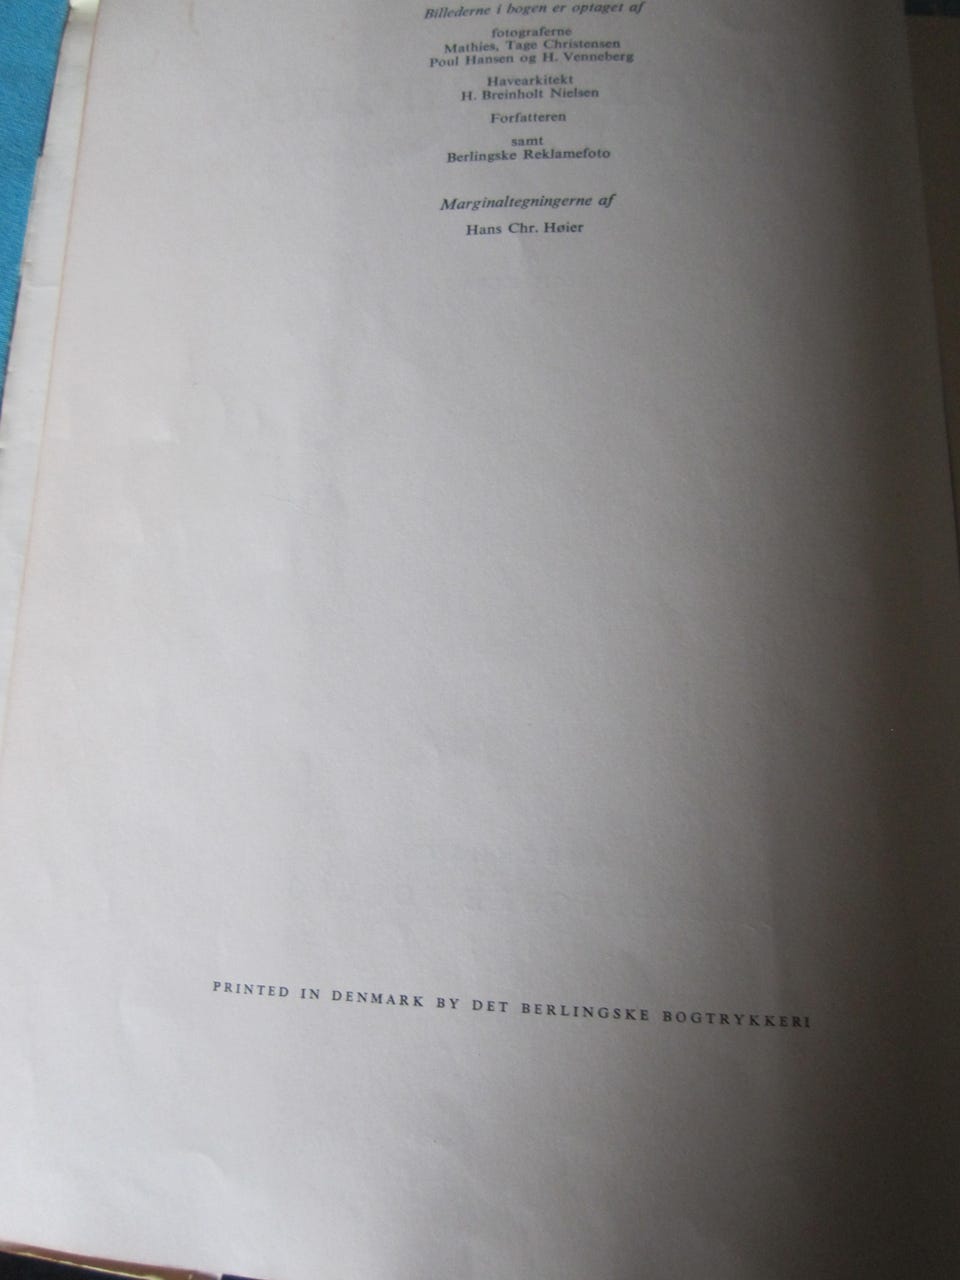 Billederne i bogen er optaget af
fotograferne
Mathies, Tage Christensen
Poul Hansen og H. Venneberg
Havearkitekt
H. Breinholt Nielsen
Forfatteren
samt
Berlingske Reklamefoto
Marginaltegningerne af
Hans Chr. Høier
PRINTED IN DENMARK BY DET BERLINGSKE BOGTRYKKERI